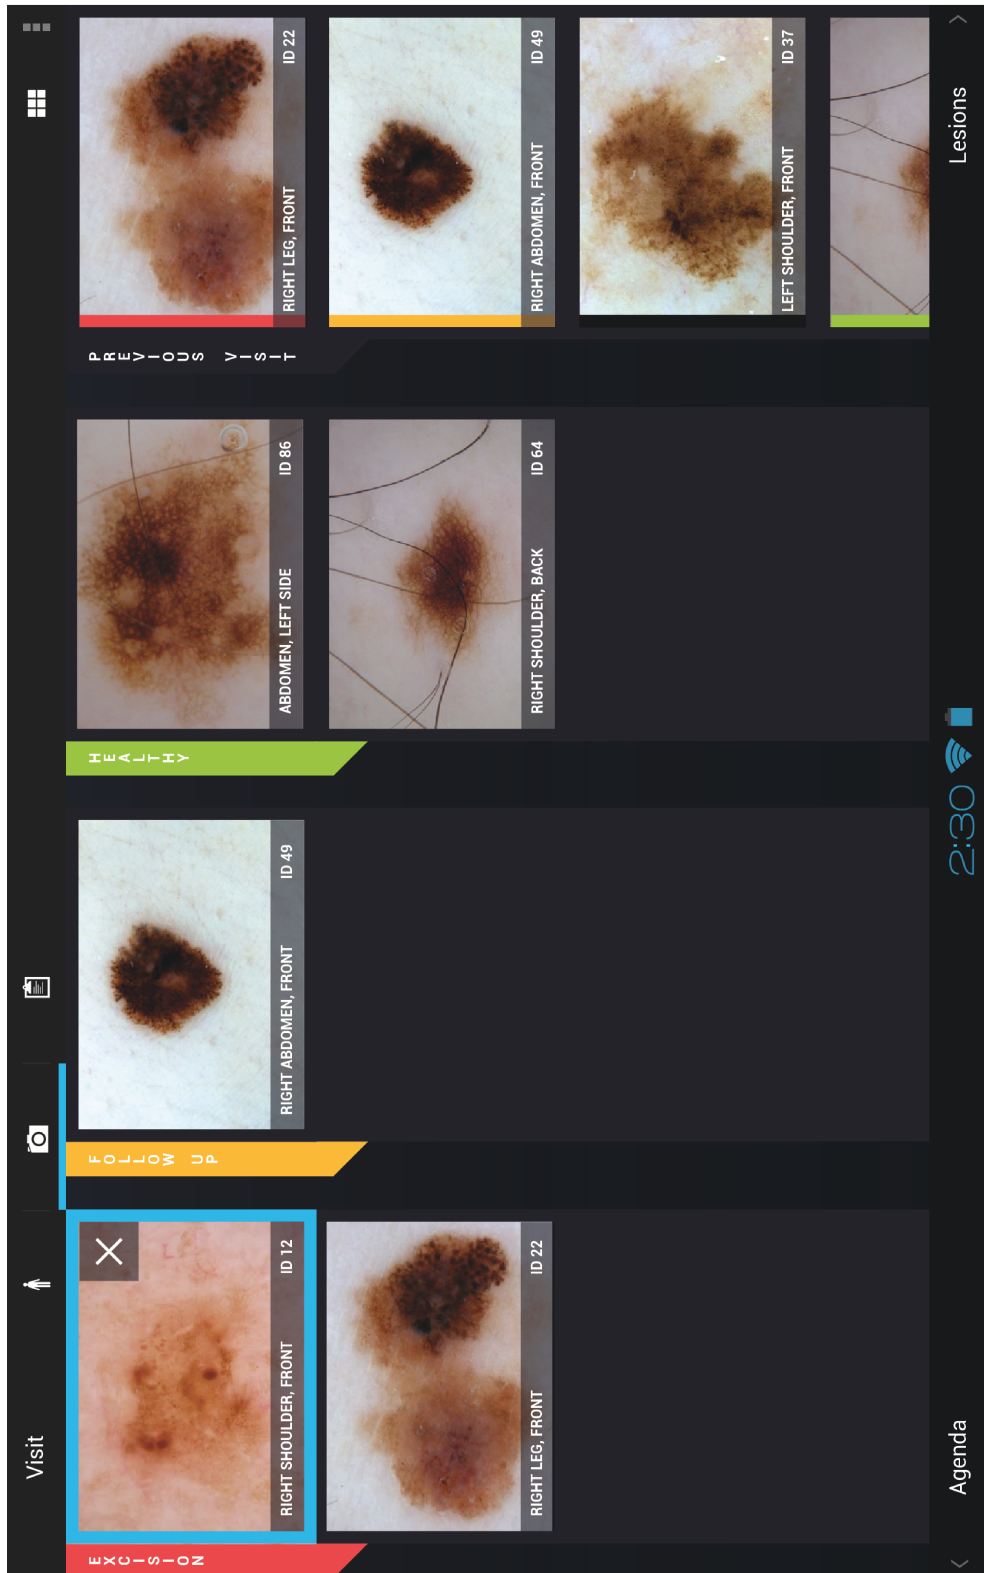 Visit
EXCISION
RIGHT SHOULDER, FRONT ID 12
RIGHT LEG, FRONT ID 22
FOLLOW UP
RIGHT ABDOMEN, FRONT ID 49
HEALTHY
ABDOMEN, LEFT SIDE ID 86
RIGHT SHOULDER, BACK ID 64
PREVIOUS VISIT
RIGHT LEG, FRONT ID 22
RIGHT ABDOMEN, FRONT ID 49
LEFT SHOULDER, FRONT ID 37
Agenda
2:30
Lesions